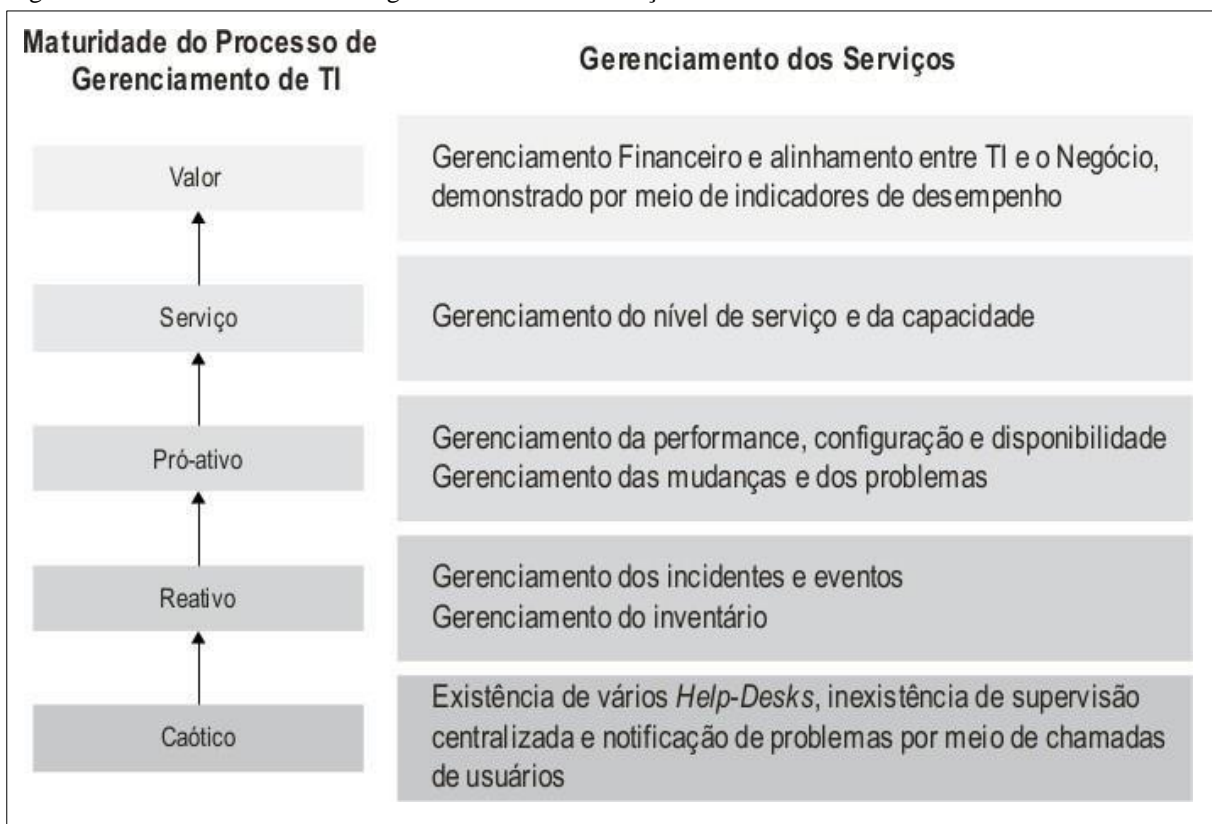 Maturidade do Processo de
Gerenciamento de TI
Gerenciamento dos Serviços
Valor
Gerenciamento Financeiro e alinhamento entre TI e o Negócio,
demonstrado por meio de indicadores de desempenho
Serviço
Gerenciamento do nível de serviço e da capacidade
Pró-ativo
Gerenciamento da performance, configuração e disponibilidade
Gerenciamento das mudanças e dos problemas
Reativo
Gerenciamento dos incidentes e eventos
Gerenciamento do inventário
Caótico
Existência de vários Help-Desks, inexistência de supervisão
centralizada e notificação de problemas por meio de chamadas
de usuários